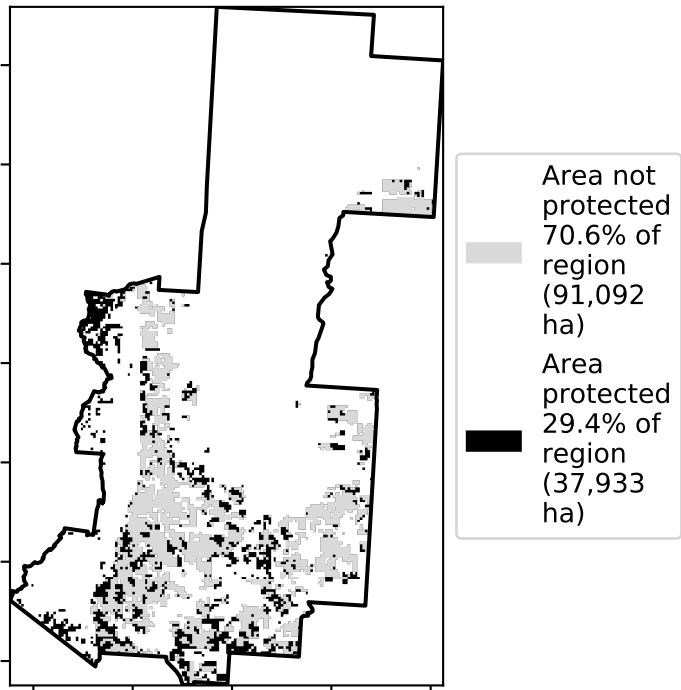 Area not
protected
70.6% of
region
(91,092
ha)
Area
protected
29.4% of
region
(37,933
ha)